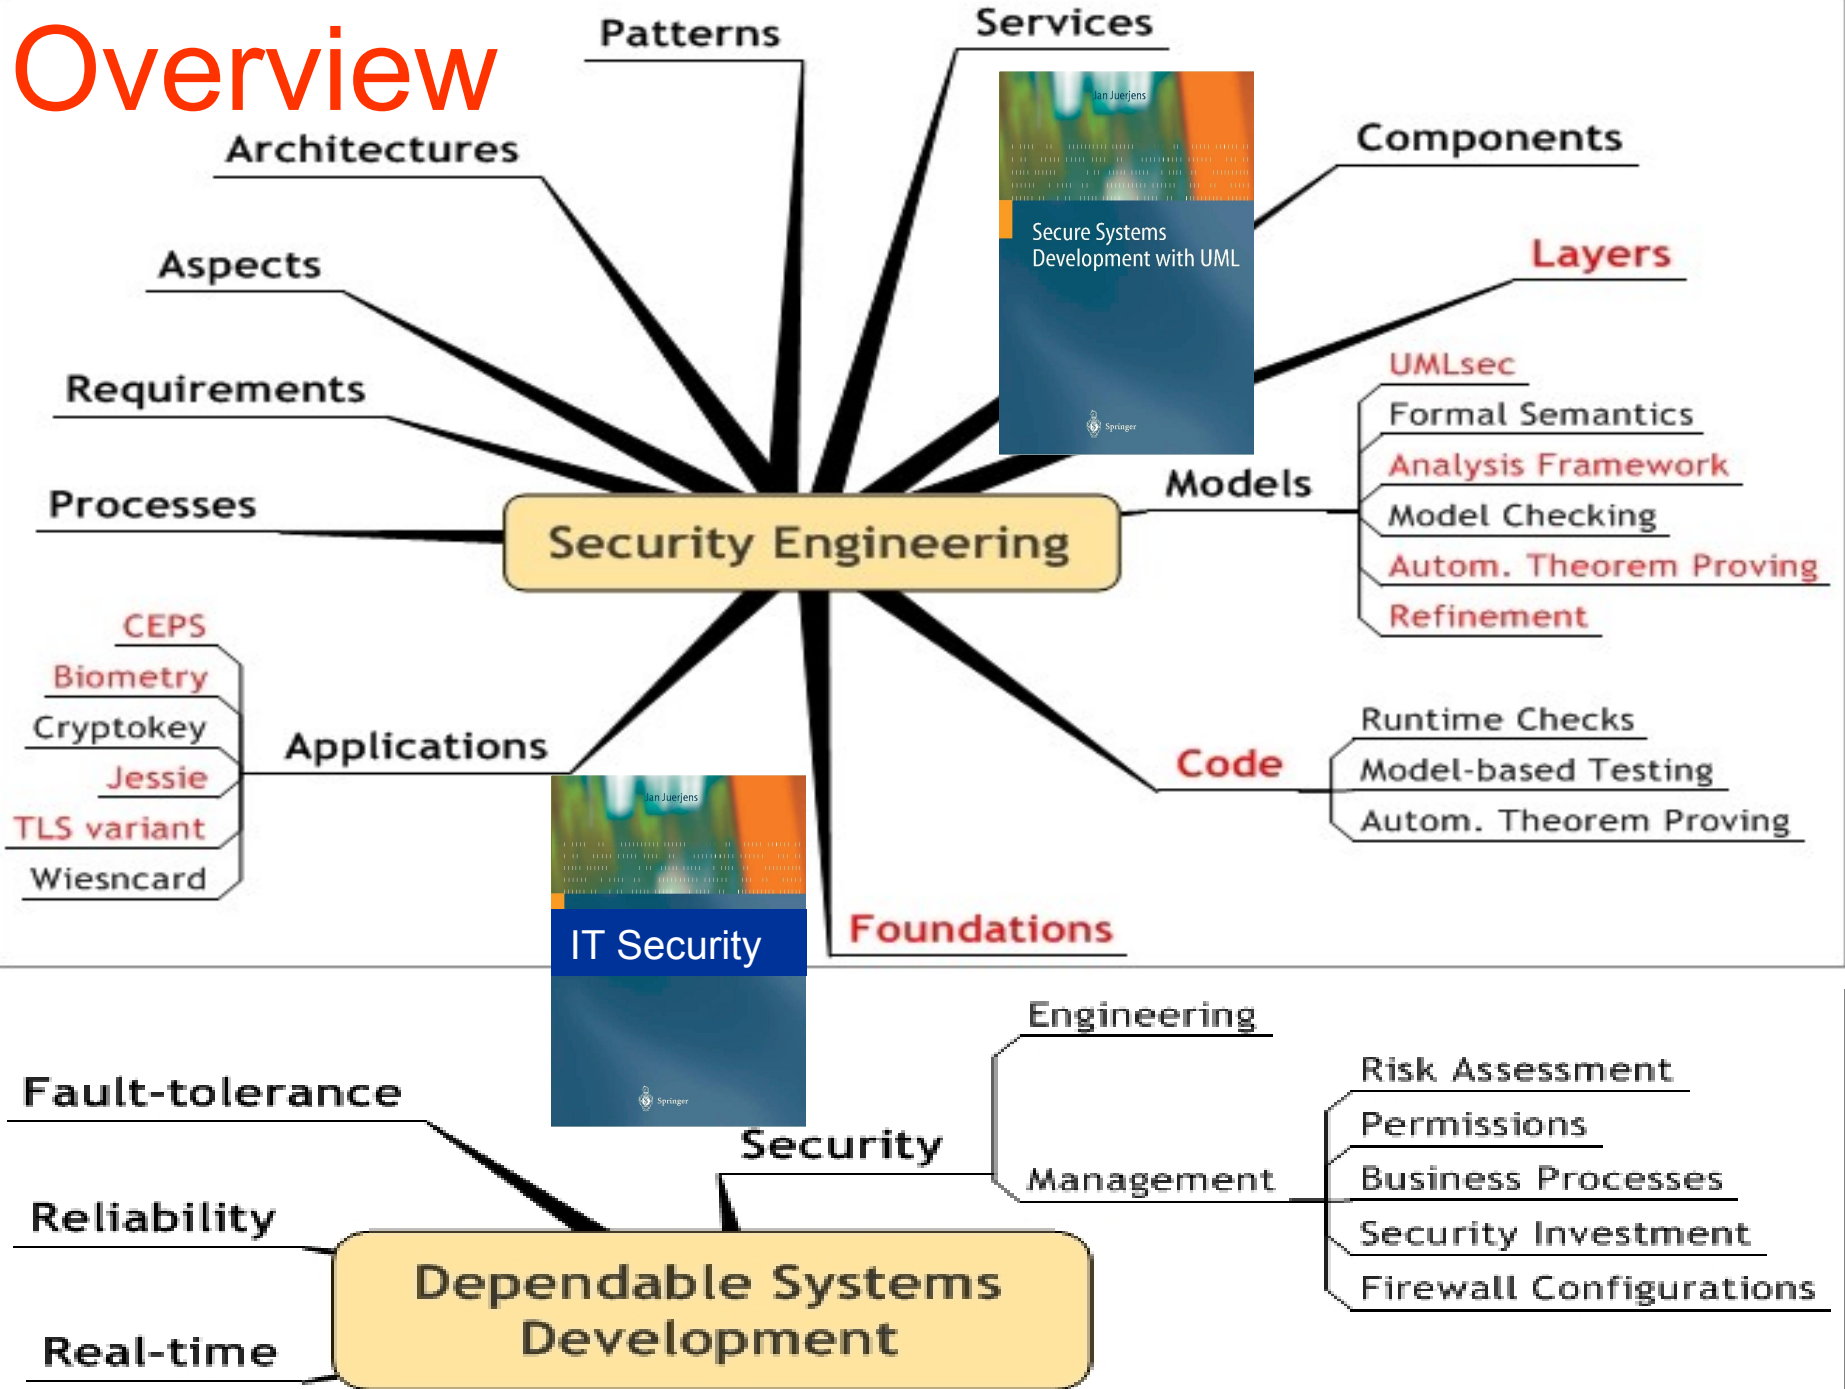 Overview
Patterns
Services
Architectures
Components
Aspects
Layers
Requirements
Processes
Security Engineering
Jan Juerjens
Secure Systems
Development with UML
Springer
Models
UMLsec
Formal Semantics
Analysis Framework
Model Checking
Autom. Theorem Proving
Refinement
CEPS
Biometry
Cryptokey
Jessie
TLS variant
Wiesncard
Applications
Code
Runtime Checks
Model-based Testing
Autom. Theorem Proving
Foundations
Jan Juerjens
IT Security
Springer
Fault-tolerance
Reliability
Real-time
Security
Engineering
Management
Risk Assessment
Permissions
Business Processes
Security Investment
Firewall Configurations
Dependable Systems
Development